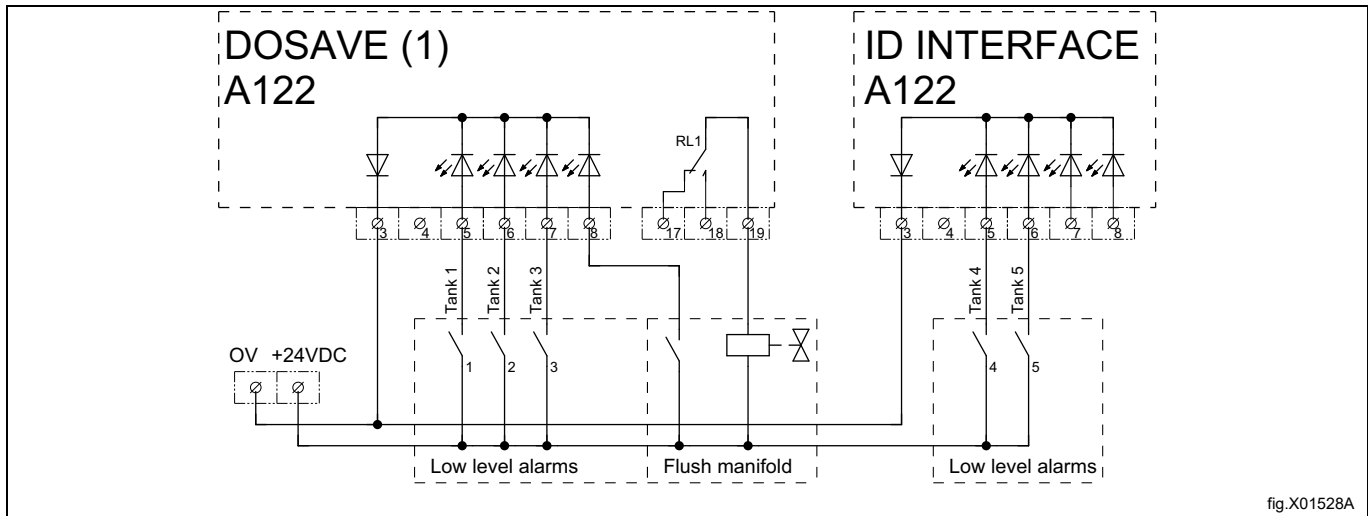 DOSAVE (1)
A122
ID INTERFACE
A122
RL1
3 4 5 6 7 8 17 18 19
3 4 5 6 7 8
Tank 1
Tank 2
Tank 3
Tank 4
Tank 5
OV +24VDC
1 2 3
4 5
Low level alarms
Flush manifold
Low level alarms
fig.X01528A